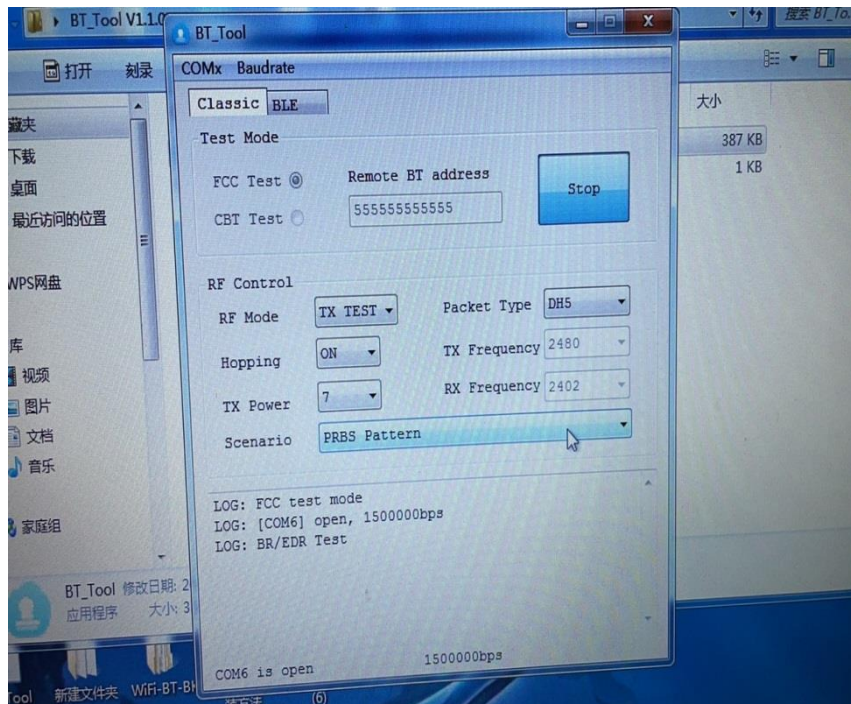 BT_Tool V1.1.0
搜索 BT_To
打开
刻录
藏夹
下载
桌面
最近访问的位置
WPS网盘
库
视频
图片
文档
音乐
家庭组
大小
387 KB
1 KB
BT_Tool
COMx Baudrate
Classic BLE
Test Mode
FCC Test
Remote BT address
Stop
CBT Test
555555555555
RF Control
RF Mode TX TEST
Packet Type DH5
Hopping ON
TX Frequency 2480
TX Power 7
RX Frequency 2402
Scenario PRBS Pattern
LOG: FCC test mode
LOG: [COM6] open, 1500000bps
LOG: BR/EDR Test
COM6 is open 1500000bps
BT_Tool 修改日期: 2
应用程序 大小: 3
Tool
新建文件夹
WiFi-BT-BH
装方法
(6)